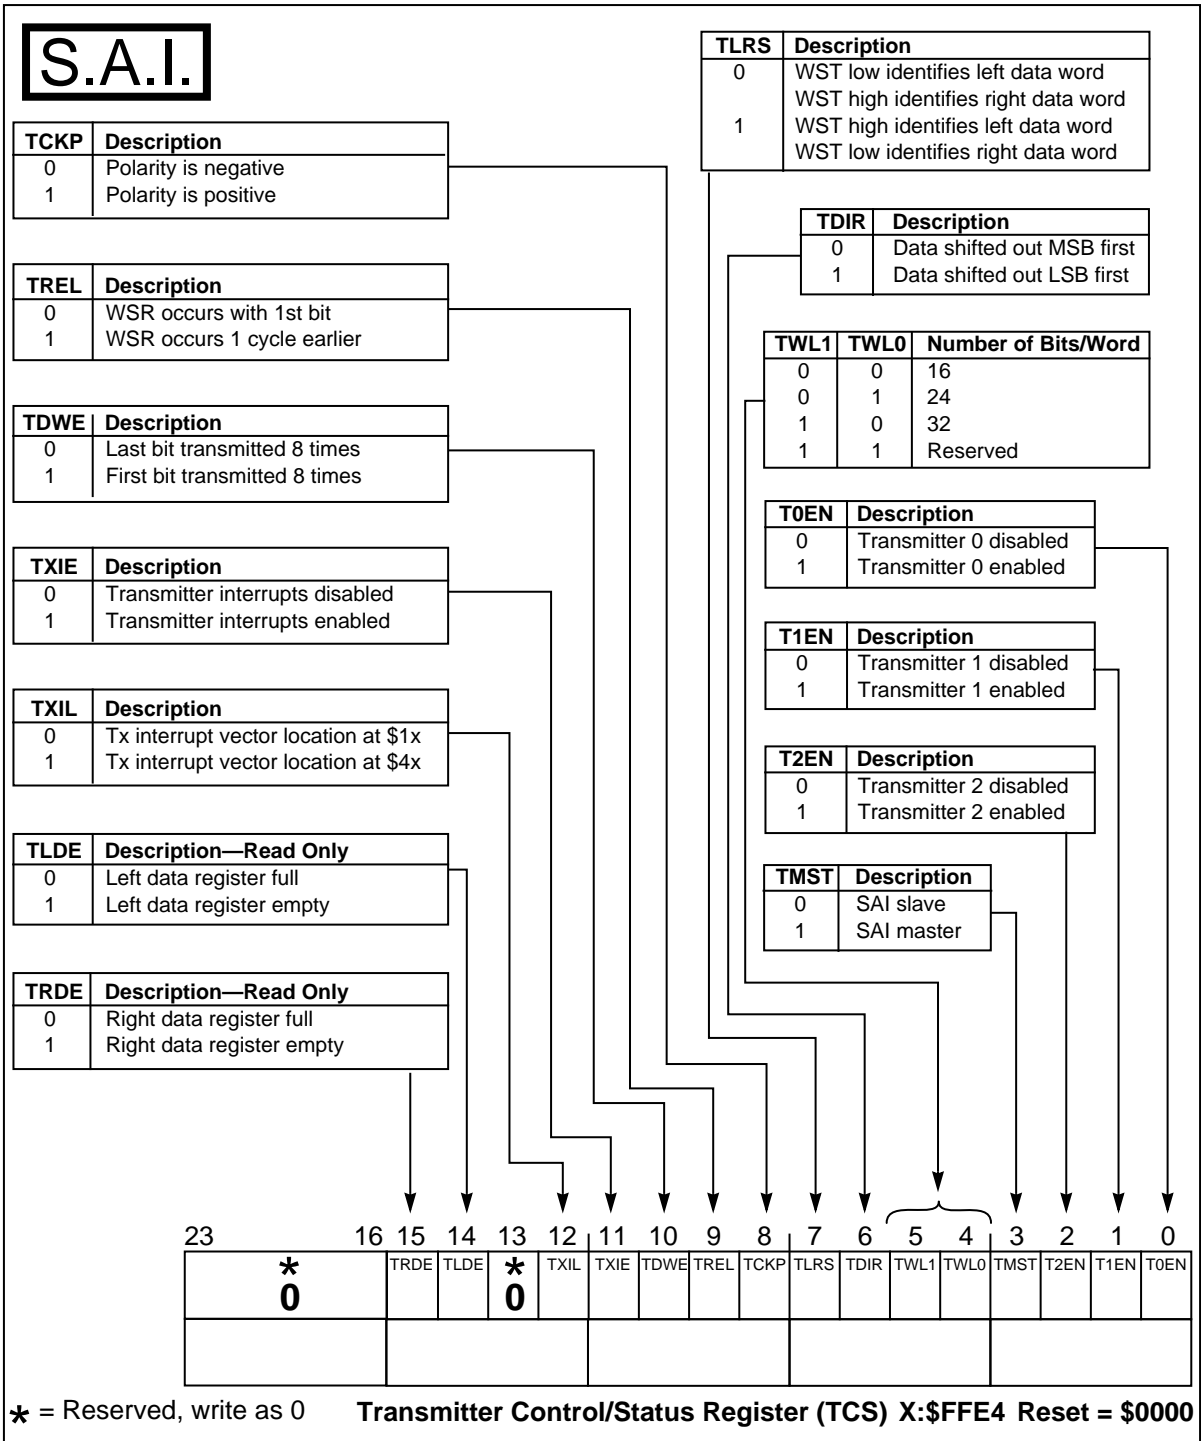 S.A.I.
TCKP Description
0 Polarity is negative
1 Polarity is positive
TREL Description
0 WSR occurs with 1st bit
1 WSR occurs 1 cycle earlier
TDWE Description
0 Last bit transmitted 8 times
1 First bit transmitted 8 times
TXIE Description
0 Transmitter interrupts disabled
1 Transmitter interrupts enabled
TXIL Description
0 Tx interrupt vector location at $1x
1 Tx interrupt vector location at $4x
TLDE Description—Read Only
0 Left data register full
1 Left data register empty
TRDE Description—Read Only
0 Right data register full
1 Right data register empty
TLRS Description
0 WST low identifies left data word
WST high identifies right data word
1 WST high identifies left data word
WST low identifies right data word
TDIR Description
0 Data shifted out MSB first
1 Data shifted out LSB first
TWL1 TWL0 Number of Bits/Word
0 0 16
0 1 24
1 0 32
1 1 Reserved
T0EN Description
0 Transmitter 0 disabled
1 Transmitter 0 enabled
T1EN Description
0 Transmitter 1 disabled
1 Transmitter 1 enabled
T2EN Description
0 Transmitter 2 disabled
1 Transmitter 2 enabled
TMST Description
0 SAI slave
1 SAI master
23 16 15 14 13 12 11 10 9 8 7 6 5 4 3 2 1 0
* TRDE TLDE * TXIL TXIE TDWE TREL TCKP TLRS TDIR TWL1 TWL0 TMST T2EN T1EN T0EN
0 0
* = Reserved, write as 0 Transmitter Control/Status Register (TCS) X:$FFE4 Reset = $0000